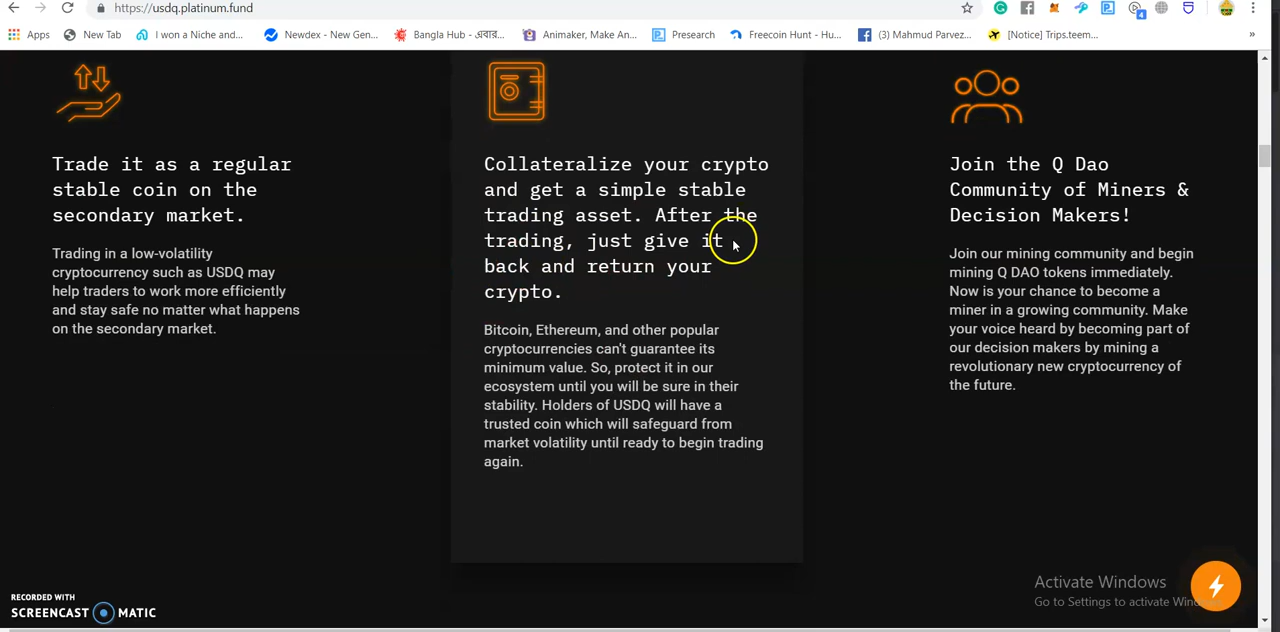 https://usdq.platinum.fund
4
Apps
New Tab
I won a Niche and...
Newdex - New Gen...
Bangla Hub - এবার...
Animaker, Make An...
Presearch
Freecoin Hunt - Hu...
(3) Mahmud Parvez...
[Notice] Trips.teem...
»
Trade it as a regular
stable coin on the
secondary market.
Trading in a low-volatility
cryptocurrency such as USDQ may
help traders to work more efficiently
and stay safe no matter what happens
on the secondary market.
Collateralize your crypto
and get a simple stable
trading asset. After the
trading, just give it
back and return your
crypto.
Bitcoin, Ethereum, and other popular
cryptocurrencies can't guarantee its
minimum value. So, protect it in our
ecosystem until you will be sure in their
stability. Holders of USDQ will have a
trusted coin which will safeguard from
market volatility until ready to begin trading
again.
Join the Q Dao
Community of Miners &
Decision Makers!
Join our mining community and begin
mining Q DAO tokens immediately.
Now is your chance to become a
miner in a growing community. Make
your voice heard by becoming part of
our decision makers by mining a
revolutionary new cryptocurrency of
the future.
RECORDED WITH
SCREENCAST MATIC
Activate Windows
Go to Settings to activate Windows